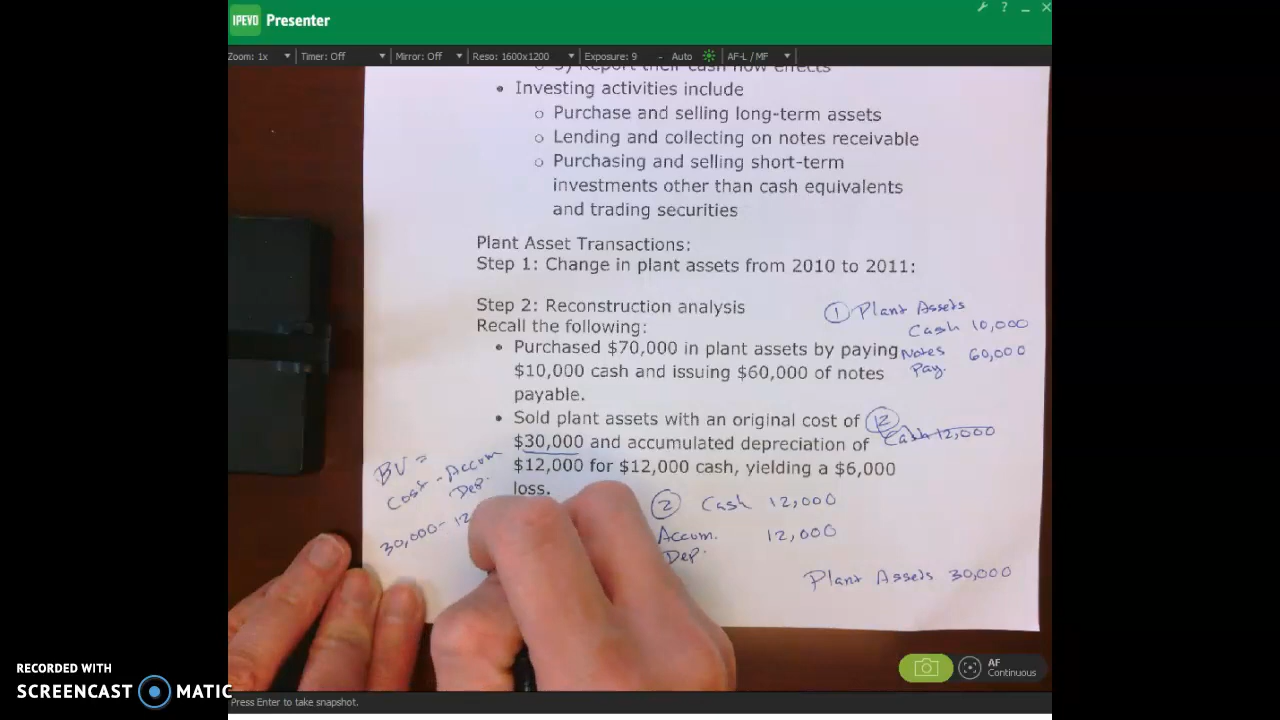 IPEVO Presenter
Zoom: 1x Timer: Off Mirror: Off Reso: 1600x1200 Exposure: 9 - Auto AF-L / MF
Investing activities include
Purchase and selling long-term assets
Lending and collecting on notes receivable
Purchasing and selling short-term
investments other than cash equivalents
and trading securities
Plant Asset Transactions:
Step 1: Change in plant assets from 2010 to 2011:
Step 2: Reconstruction analysis
Recall the following:
Purchased $70,000 in plant assets by paying
$10,000 cash and issuing $60,000 of notes
payable.
Sold plant assets with an original cost of
$30,000 and accumulated depreciation of
$12,000 for $12,000 cash, yielding a $6,000
loss.
1 Plant Assets
Cash 10,000
Notes 60,000
Pay.
12
Cash 12,000
BV =
Cost - Accum
Dep.
30,000 - 12
2 Cash 12,000
Accum. 12,000
Dep.
Plant Assets 30,000
AF
Continuous
RECORDED WITH
SCREENCAST MATIC
Press Enter to take snapshot.